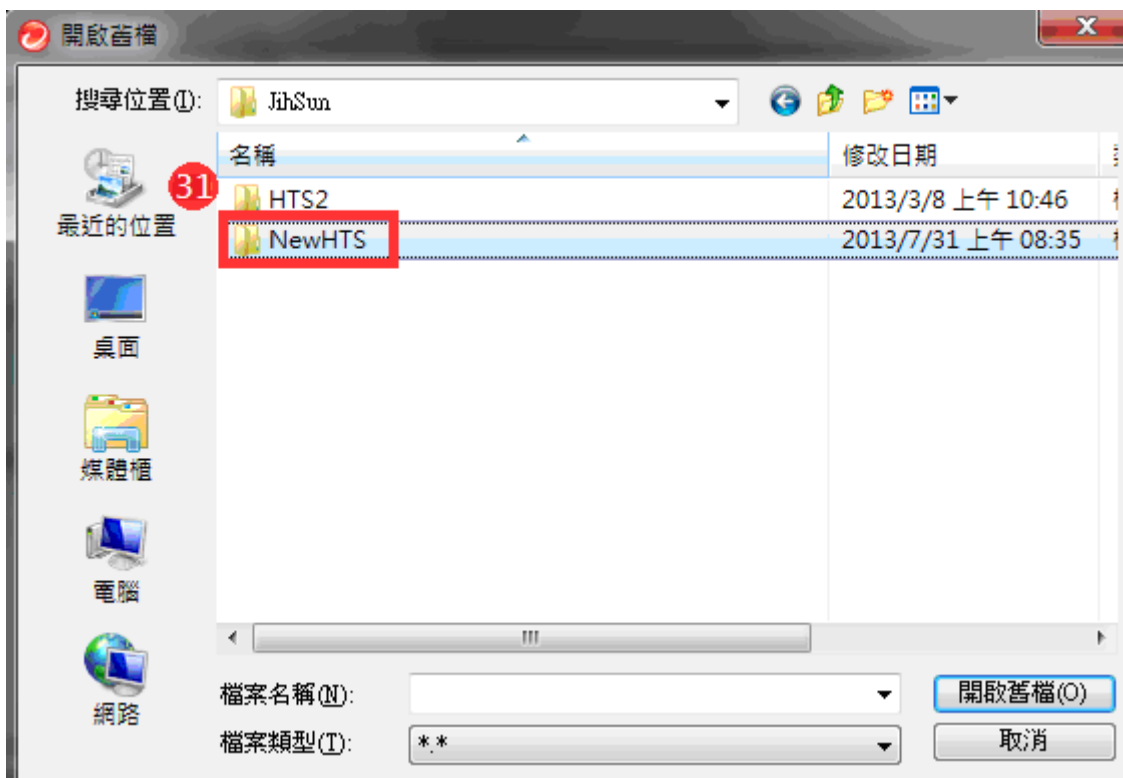 開啟舊檔
搜尋位置(I):
JihSun
名稱
修改日期
31
HTS2
2013/3/8 上午 10:46
NewHTS
2013/7/31 上午 08:35
最近的位置
桌面
媒體櫃
電腦
網路
檔案名稱(N):
開啟舊檔(O)
檔案類型(T):
*.*
取消